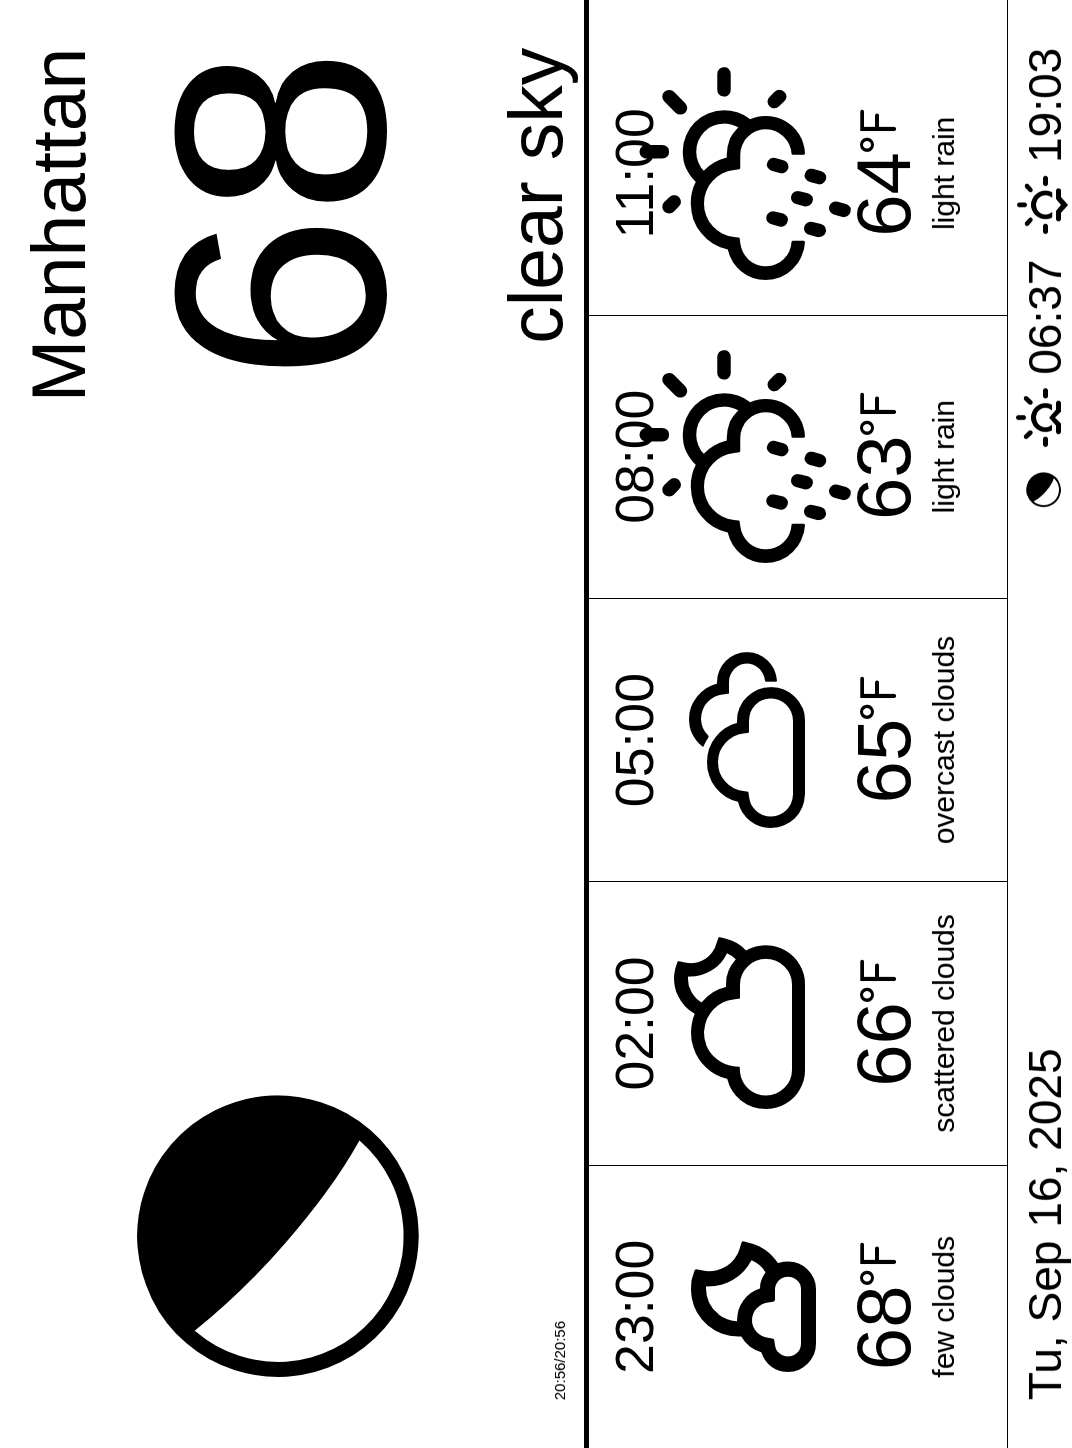 Manhattan
68
clear sky
20:56/20:56
23:00 02:00 05:00 08:00 11:00
68°F 66°F 65°F 63°F 64°F
few clouds scattered clouds overcast clouds light rain light rain
Tu, Sep 16, 2025 06:37 19:03